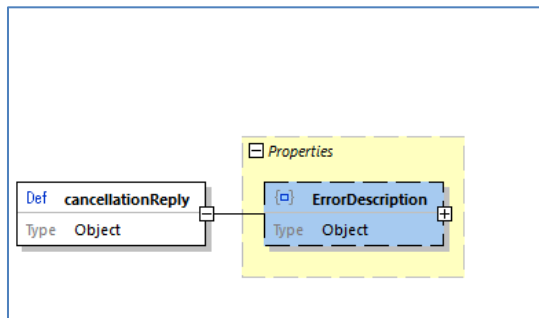 Properties
Def cancellationReply
Type Object
{} ErrorDescription
Type Object